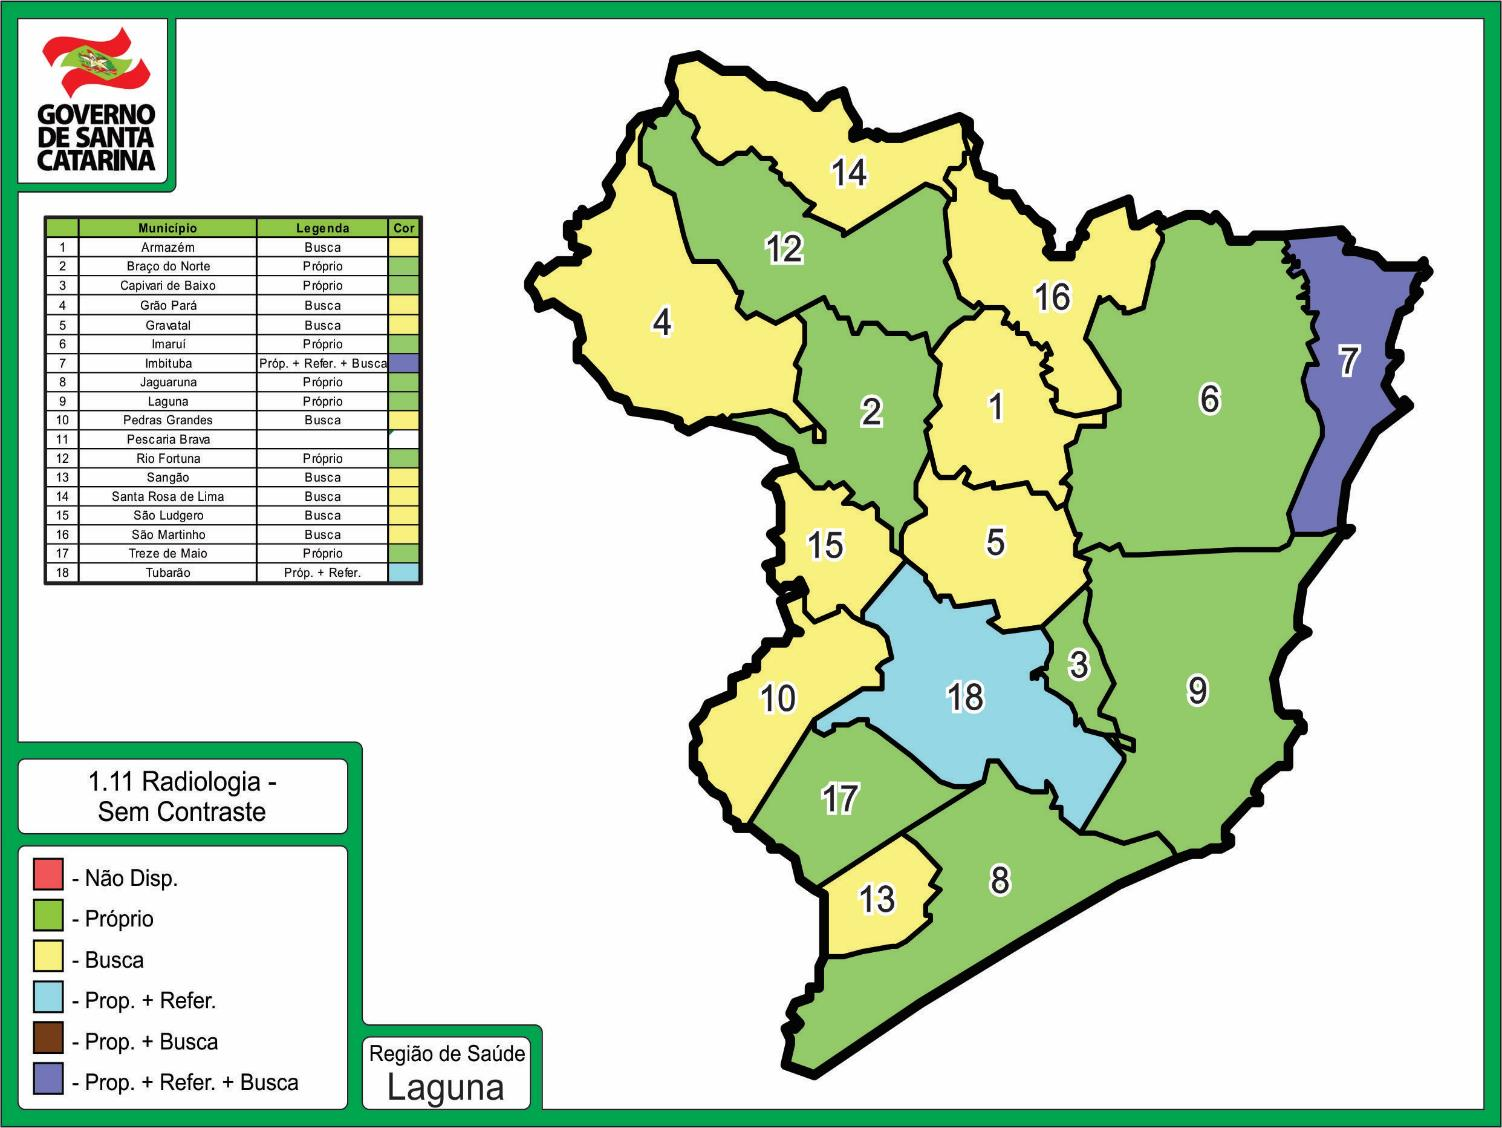 GOVERNO
DE SANTA
CATARINA
Município Legenda Cor
1 Armazém Busca
2 Braço do Norte Próprio
3 Capivari de Baixo Próprio
4 Grão Pará Busca
5 Gravatal Busca
6 Imaruí Próprio
7 Imbituba Próp. + Refer. + Busca
8 Jaguaruna Próprio
9 Laguna Próprio
10 Pedras Grandes Busca
11 Pescaria Brava
12 Rio Fortuna Próprio
13 Sangão Busca
14 Santa Rosa de Lima Busca
15 São Ludgero Busca
16 São Martinho Busca
17 Treze de Maio Próprio
18 Tubarão Próp. + Refer.
14
12
16
4
7
6
2
1
15
5
3
18
10
9
17
8
13
1.11 Radiologia -
Sem Contraste
- Não Disp.
- Próprio
- Busca
- Prop. + Refer.
- Prop. + Busca
- Prop. + Refer. + Busca
Região de Saúde
Laguna